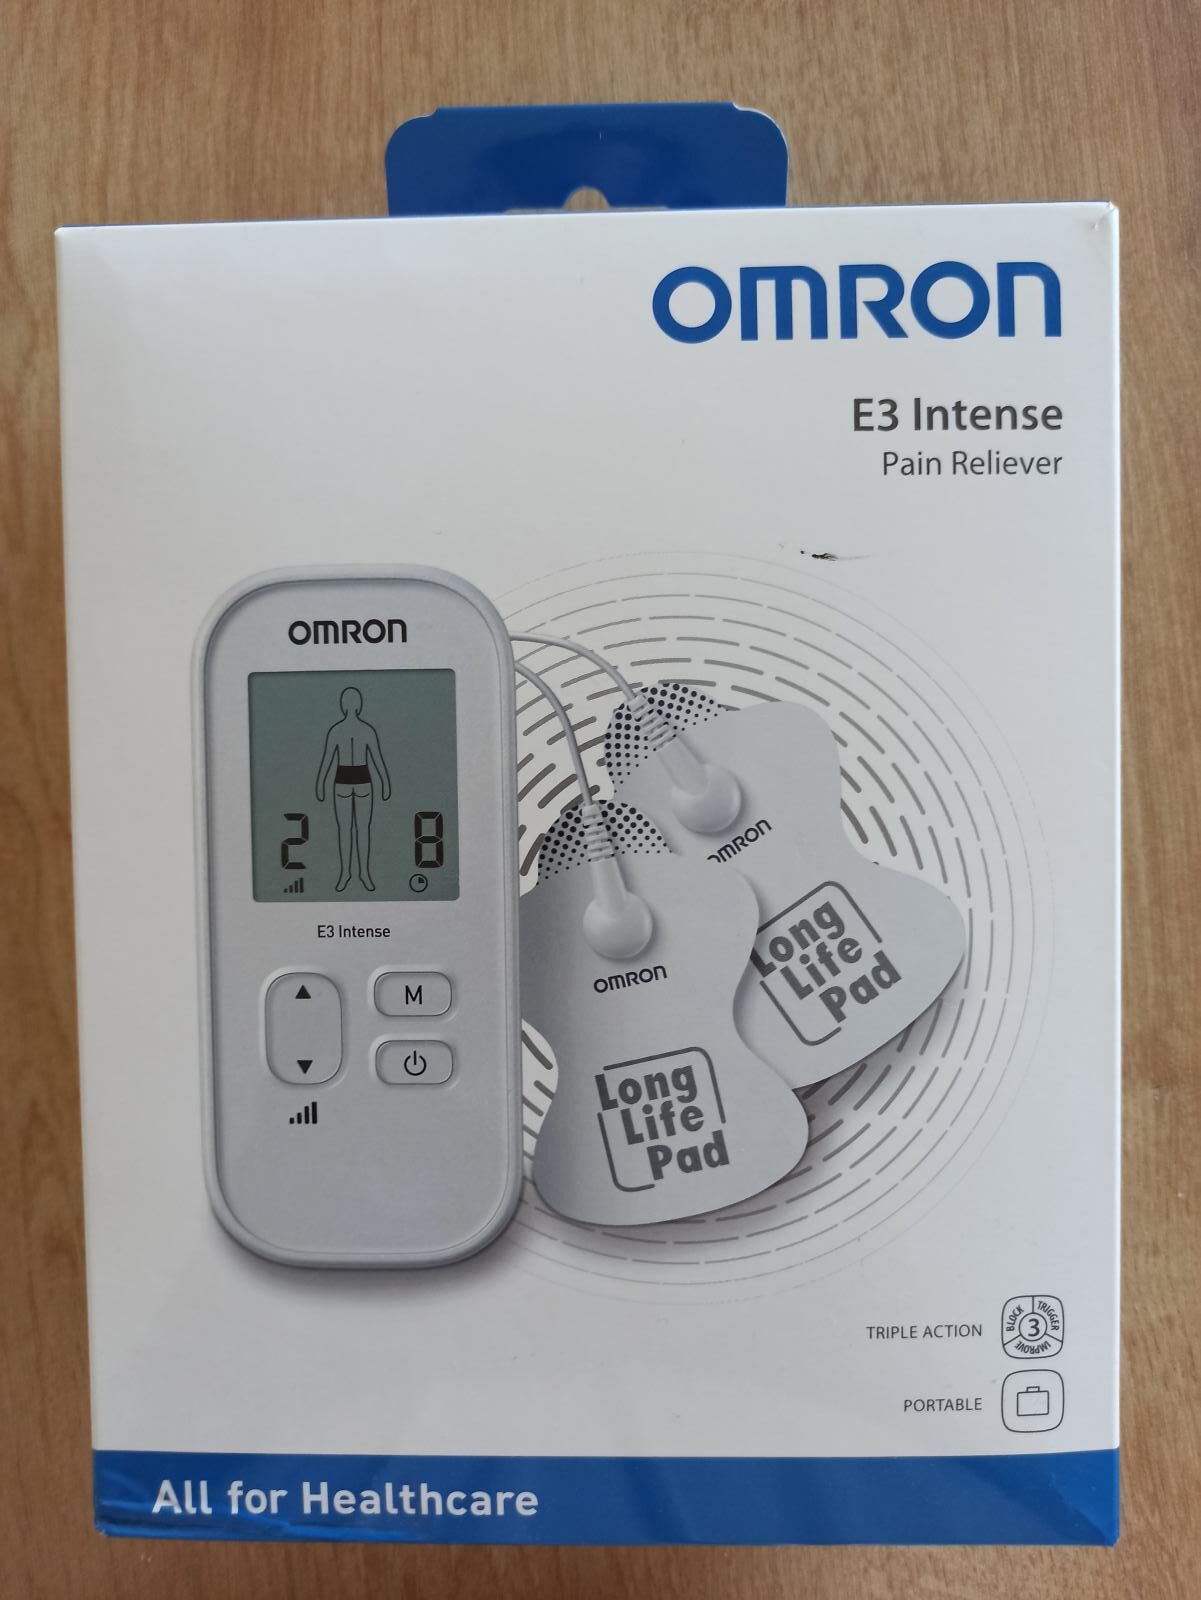 OMRON
E3 Intense
Pain Reliever
OMRON
2 8
E3 Intense
M
OMRON
Long
Life
Pad
OMRON
Long
Life
Pad
TRIPLE ACTION
BLOCK
TRIGGER
3
IMPROVE
PORTABLE
All for Healthcare